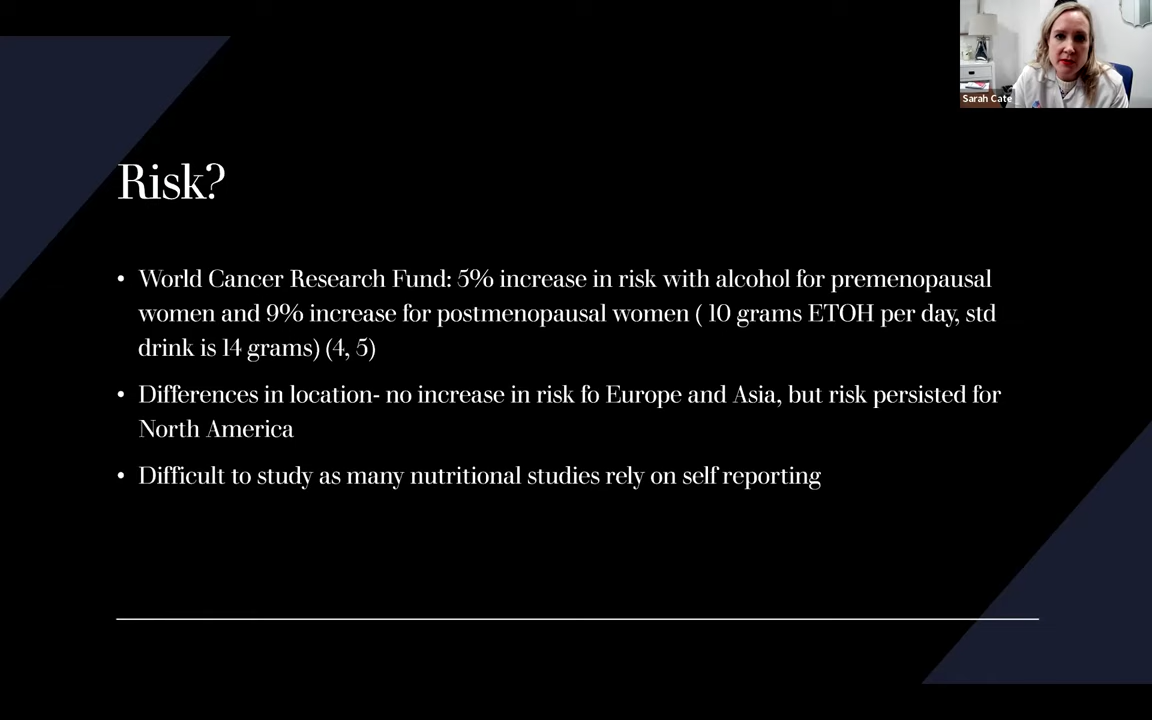 Sarah Cate
Risk?
• World Cancer Research Fund: 5% increase in risk with alcohol for premenopausal
women and 9% increase for postmenopausal women ( 10 grams ETOH per day, std
drink is 14 grams) (4, 5)
• Differences in location- no increase in risk fo Europe and Asia, but risk persisted for
North America
• Difficult to study as many nutritional studies rely on self reporting